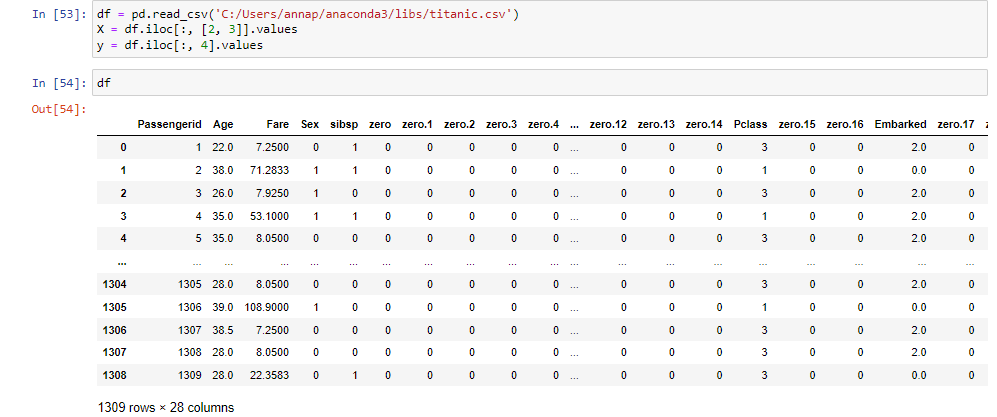 In [53]: df = pd.read_csv('C:/Users/annap/anaconda3/libs/titanic.csv')
X = df.iloc[:, [2, 3]].values
y = df.iloc[:, 4].values
In [54]: df
Out[54]:
Passengerid Age Fare Sex sibsp zero zero.1 zero.2 zero.3 zero.4 ... zero.12 zero.13 zero.14 Pclass zero.15 zero.16 Embarked zero.17
0 1 22.0 7.2500 0 1 0 0 0 0 0 ... 0 0 0 3 0 0 2.0 0
1 2 38.0 71.2833 1 1 0 0 0 0 0 ... 0 0 0 1 0 0 0.0 0
2 3 26.0 7.9250 1 0 0 0 0 0 0 ... 0 0 0 3 0 0 2.0 0
3 4 35.0 53.1000 1 1 0 0 0 0 0 ... 0 0 0 1 0 0 2.0 0
4 5 35.0 8.0500 0 0 0 0 0 0 0 ... 0 0 0 3 0 0 2.0 0
... ... ... ... ... ... ... ... ... ... ... ... ... ... ... ... ... ... ... ...
1304 1305 28.0 8.0500 0 0 0 0 0 0 0 ... 0 0 0 3 0 0 2.0 0
1305 1306 39.0 108.9000 1 0 0 0 0 0 0 ... 0 0 0 1 0 0 0.0 0
1306 1307 38.5 7.2500 0 0 0 0 0 0 0 ... 0 0 0 3 0 0 2.0 0
1307 1308 28.0 8.0500 0 0 0 0 0 0 0 ... 0 0 0 3 0 0 2.0 0
1308 1309 28.0 22.3583 0 1 0 0 0 0 0 ... 0 0 0 3 0 0 0.0 0
1309 rows × 28 columns